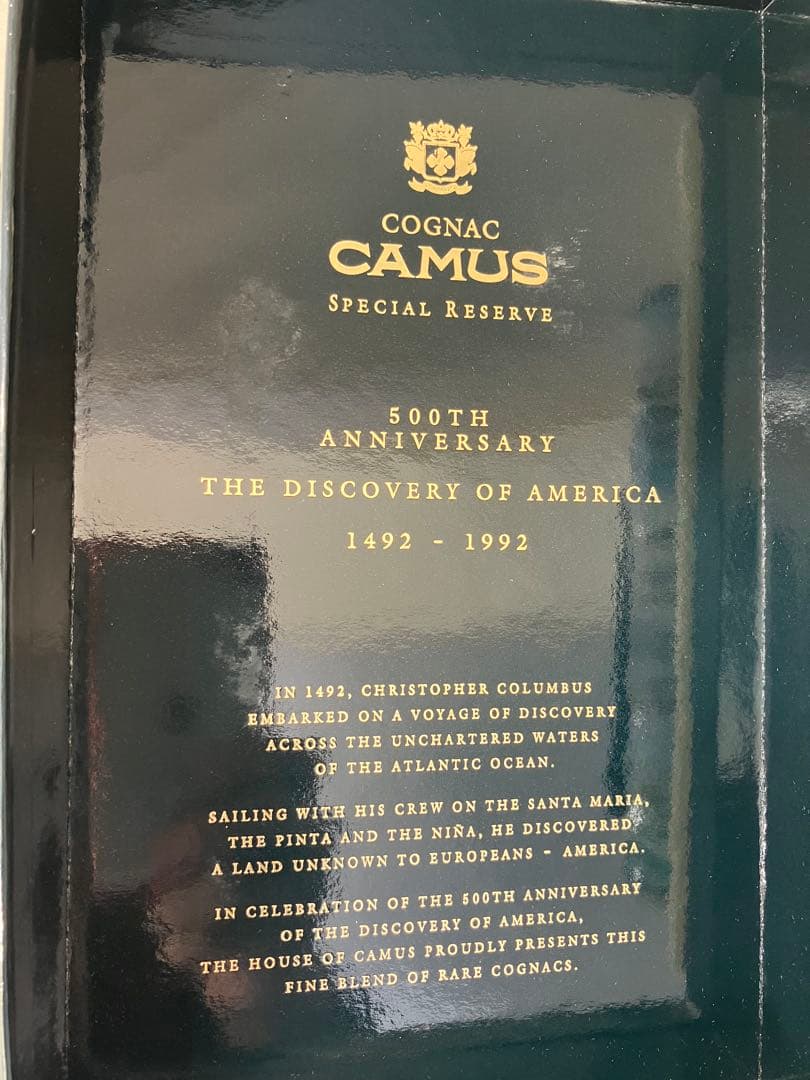 COGNAC
CAMUS
SPECIAL RESERVE
500TH
ANNIVERSARY
THE DISCOVERY OF AMERICA
1492 - 1992
IN 1492, CHRISTOPHER COLUMBUS
EMBARKED ON A VOYAGE OF DISCOVERY
ACROSS THE UNCHARTERED WATERS
OF THE ATLANTIC OCEAN.
SAILING WITH HIS CREW ON THE SANTA MARIA,
THE PINTA AND THE NIÑA, HE DISCOVERED
A LAND UNKNOWN TO EUROPEANS - AMERICA.
IN CELEBRATION OF THE 500TH ANNIVERSARY
OF THE DISCOVERY OF AMERICA,
THE HOUSE OF CAMUS PROUDLY PRESENTS THIS
FINE BLEND OF RARE COGNACS.